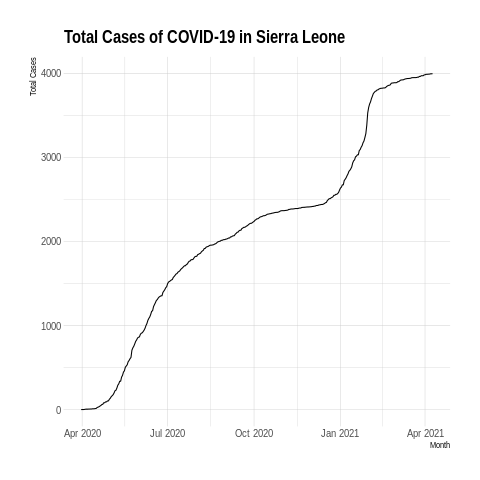 Total Cases of COVID-19 in Sierra Leone
Total Cases
4000
3000
2000
1000
0
Apr 2020 Jul 2020 Oct 2020 Jan 2021 Apr 2021
Month